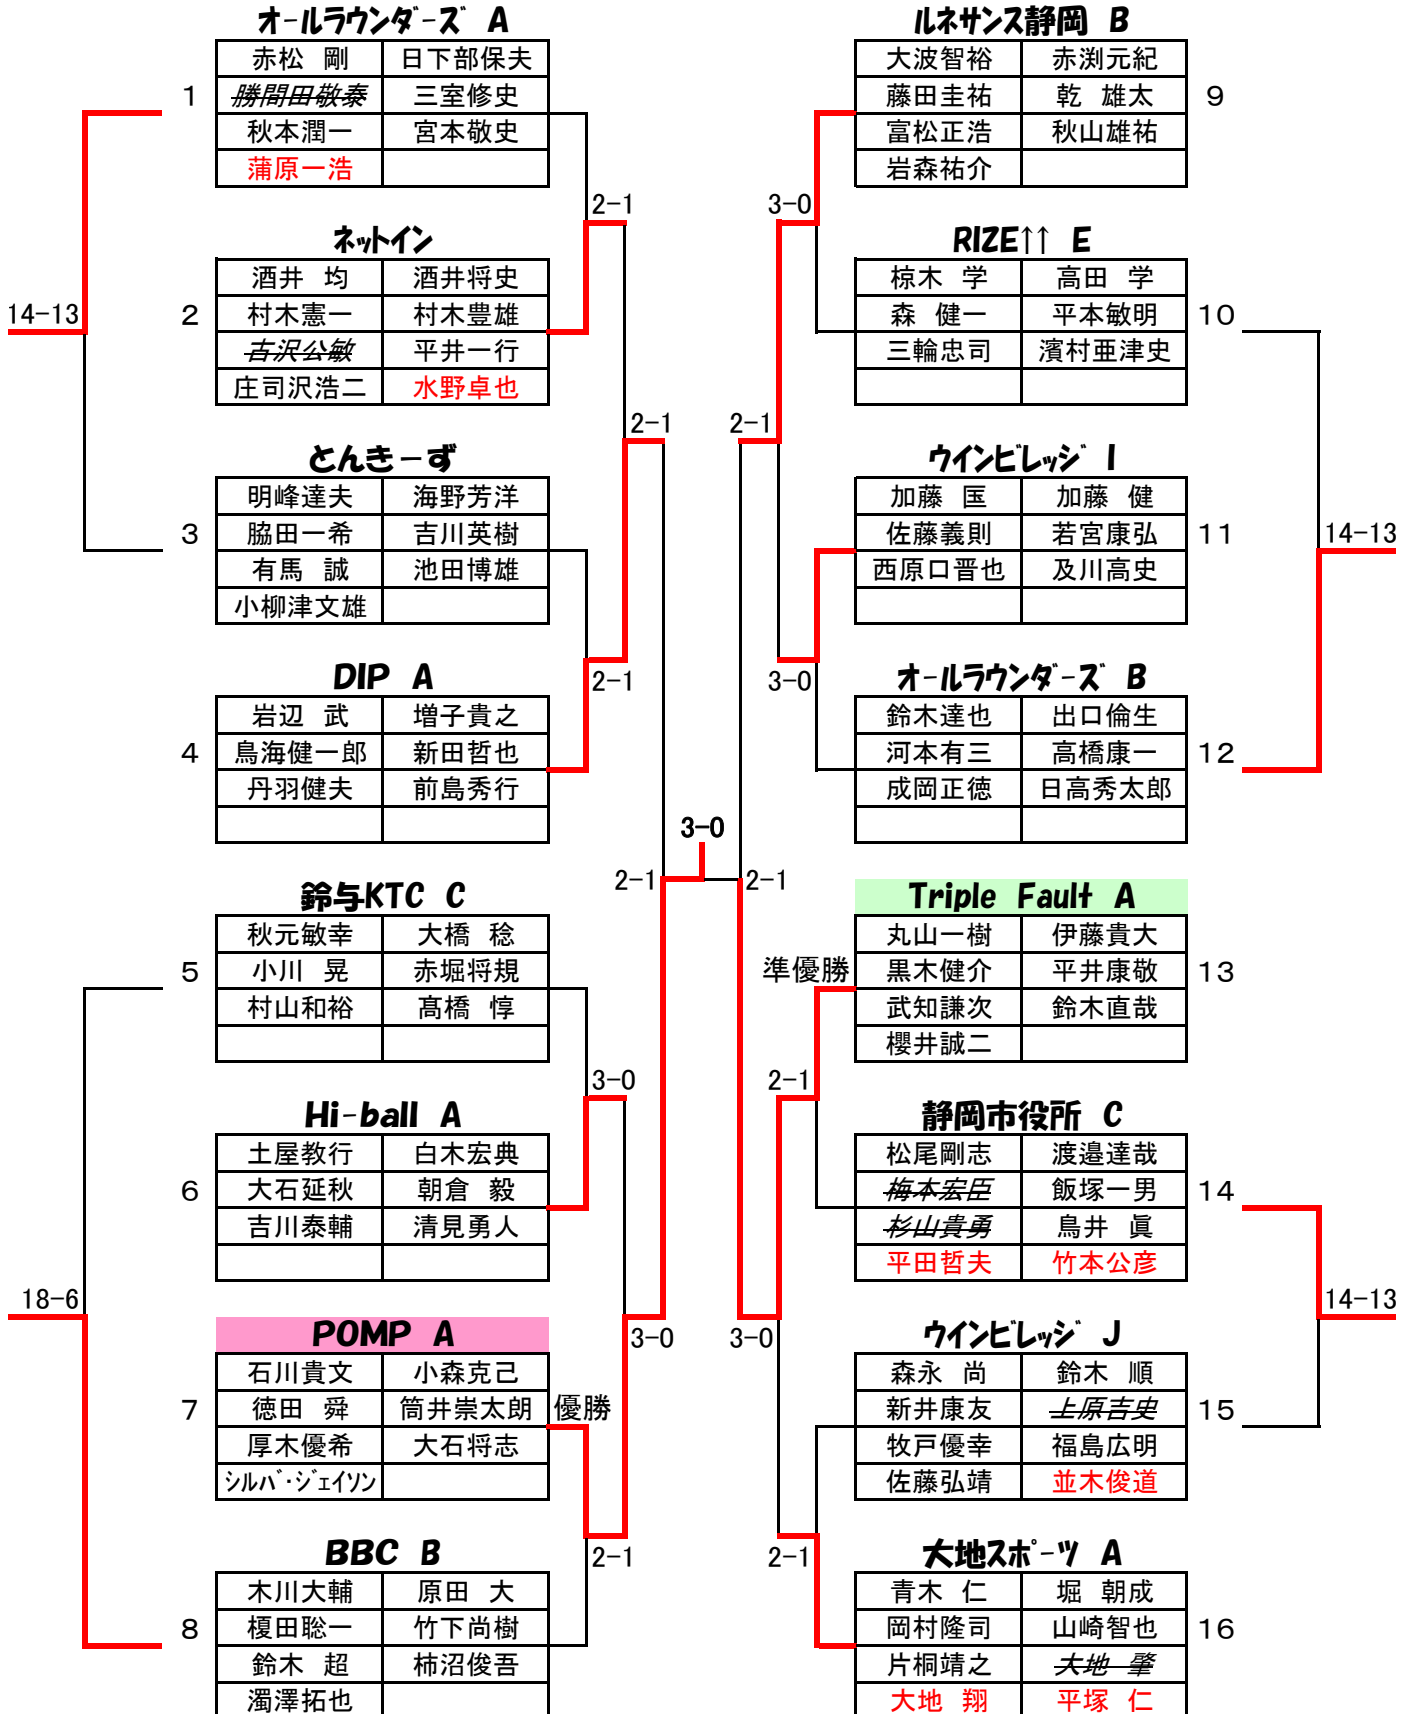 オールラウンダーズ A
赤松 剛 日下部保夫
1 勝間田敬泰 三室修史
秋本潤一 宮本敬史
蒲原一浩
2-1
ネットイン
酒井 均 酒井将史
14-13
2 村木憲一 村木豊雄
古沢公敏 平井一行
庄司沢浩二 水野卓也
2-1
とんきーず
明峰達夫 海野芳洋
3 脇田一希 吉川英樹
有馬 誠 池田博雄
小柳津文雄
2-1
DIP A
岩辺 武 増子貴之
4 鳥海健一郎 新田哲也
丹羽健夫 前島秀行
3-0
2-1
鈴与KTC C
秋元敏幸 大橋 稔
5 小川 晃 赤堀将規
村山和裕 髙橋 惇
3-0
Hi-ball A
土屋教行 白木宏典
6 大石延秋 朝倉 毅
吉川泰輔 清見勇人
18-6
3-0
POMP A
石川貴文 小森克己
7 徳田 舜 筒井崇太朗 優勝
厚木優希 大石将志
シルバ・ジェイソン
2-1
BBC B
木川大輔 原田 大
8 榎田聡一 竹下尚樹
鈴木 超 柿沼俊吾
濁澤拓也
ルネサンス静岡 B
大波智裕 赤渕元紀
藤田圭祐 乾 雄太 9
富松正浩 秋山雄祐
岩森祐介
3-0
RIZE↑↑ E
椋木 学 高田 学
森 健一 平本敏明 10
三輪忠司 濱村亜津史
2-1
ウインビレッジ I
加藤 匡 加藤 健
佐藤義則 若宮康弘 11
14-13
西原口晋也 及川高史
3-0
オールラウンダーズ B
鈴木達也 出口倫生
河本有三 高橋康一 12
成岡正徳 日高秀太郎
2-1
Triple Fault A
丸山一樹 伊藤貴大
準優勝 黒木健介 平井康敬 13
武知謙次 鈴木直哉
櫻井誠二
2-1
静岡市役所 C
松尾剛志 渡邉達哉
梅本宏臣 飯塚一男 14
杉山貴勇 鳥井 眞
平田哲夫 竹本公彦
14-13
3-0
ウインビレッジ J
森永 尚 鈴木 順
新井康友 上原吉史 15
牧戸優幸 福島広明
佐藤弘靖 並木俊道
2-1
大地スポーツ A
青木 仁 堀 朝成
岡村隆司 山崎智也 16
片桐靖之 大地 肇
大地 翔 平塚 仁